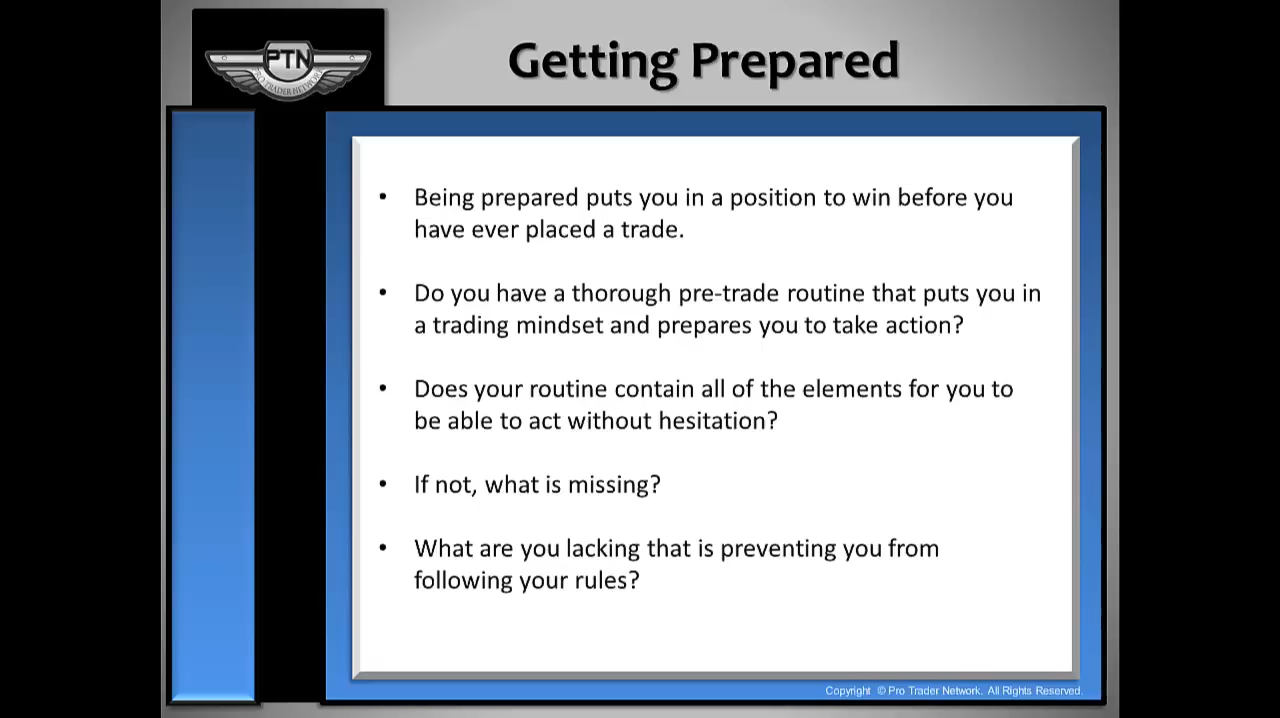 PTN
PRO TRADER NETWORK
Getting Prepared
• Being prepared puts you in a position to win before you
have ever placed a trade.
• Do you have a thorough pre-trade routine that puts you in
a trading mindset and prepares you to take action?
• Does your routine contain all of the elements for you to
be able to act without hesitation?
• If not, what is missing?
• What are you lacking that is preventing you from
following your rules?
Copyright © Pro Trader Network. All Rights Reserved.